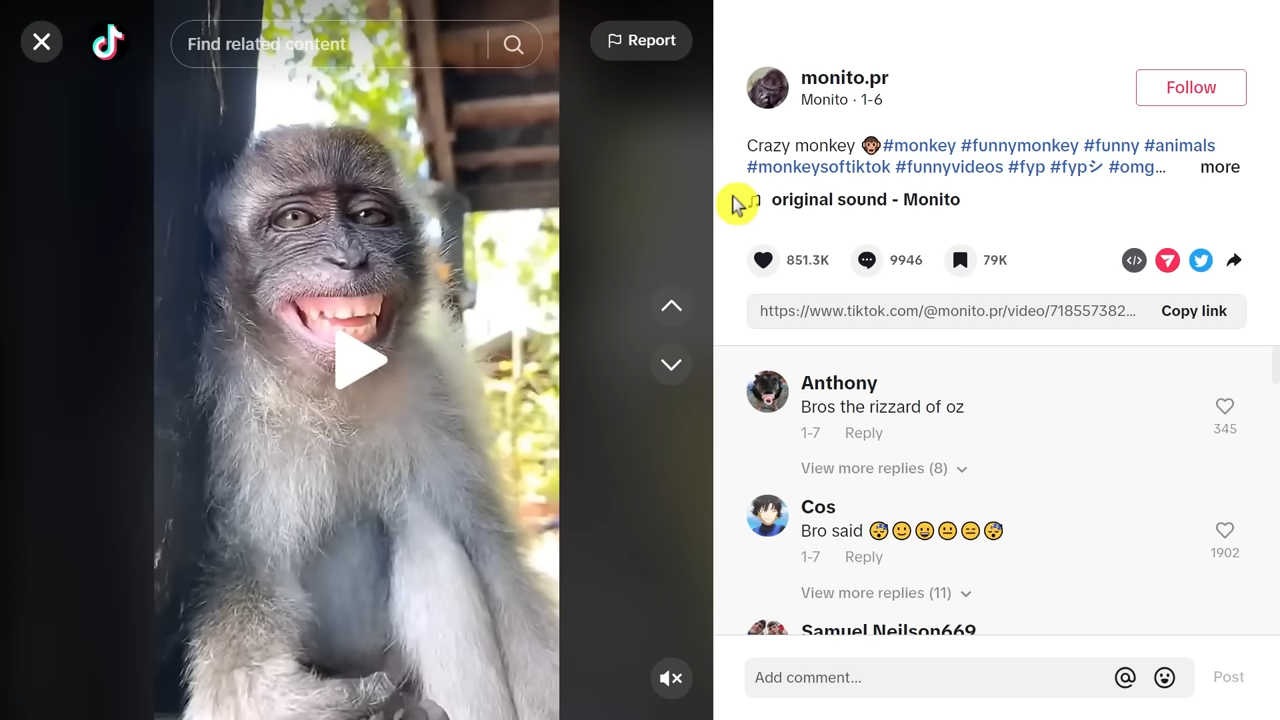 Find related content
Report
monito.pr
Monito · 1-6
Follow
Crazy monkey 🐵#monkey #funnymonkey #funny #animals
#monkeysoftiktok #funnyvideos #fyp #fypシ #omg... more
original sound - Monito
851.3K 9946 79K
https://www.tiktok.com/@monito.pr/video/718557382... Copy link
Anthony
Bros the rizzard of oz
1-7 Reply
345
View more replies (8)
Cos
Bro said 😴🙂😀😐😑😴
1-7 Reply
1902
View more replies (11)
Samuel Neilson669
Add comment... Post